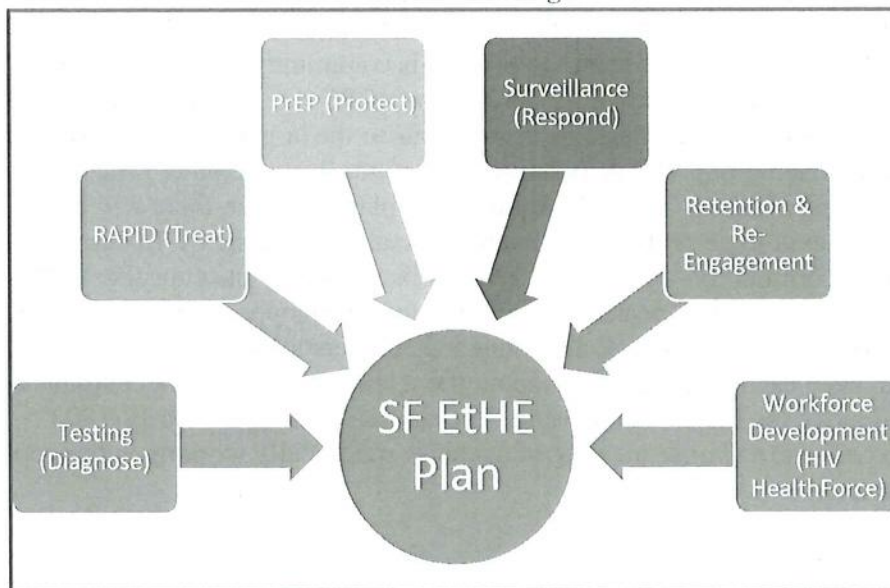 PrEP (Protect)
Surveillance
(Respond)
RAPID (Treat)
Retention &
Re-
Engagement
Testing
(Diagnose)
SF EtHE
Plan
Workforce
Development
(HIV
HealthForce)